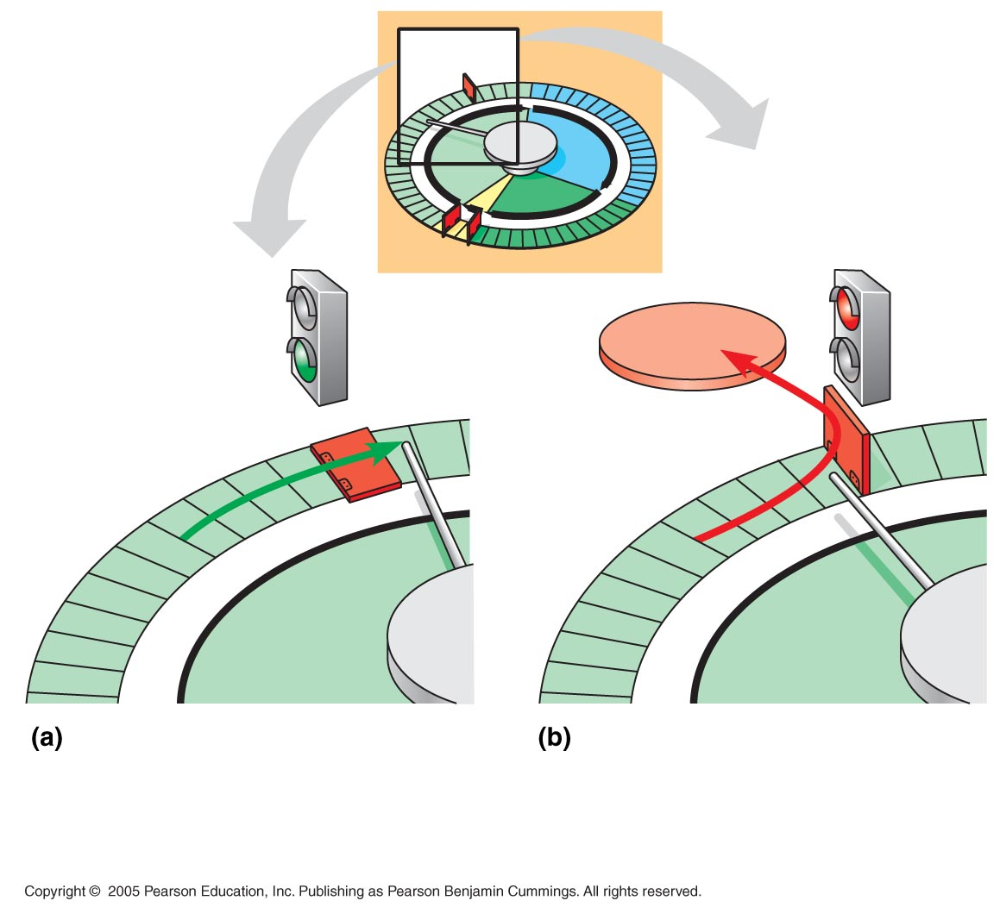 (a)
(b)
Copyright © 2005 Pearson Education, Inc. Publishing as Pearson Benjamin Cummings. All rights reserved.